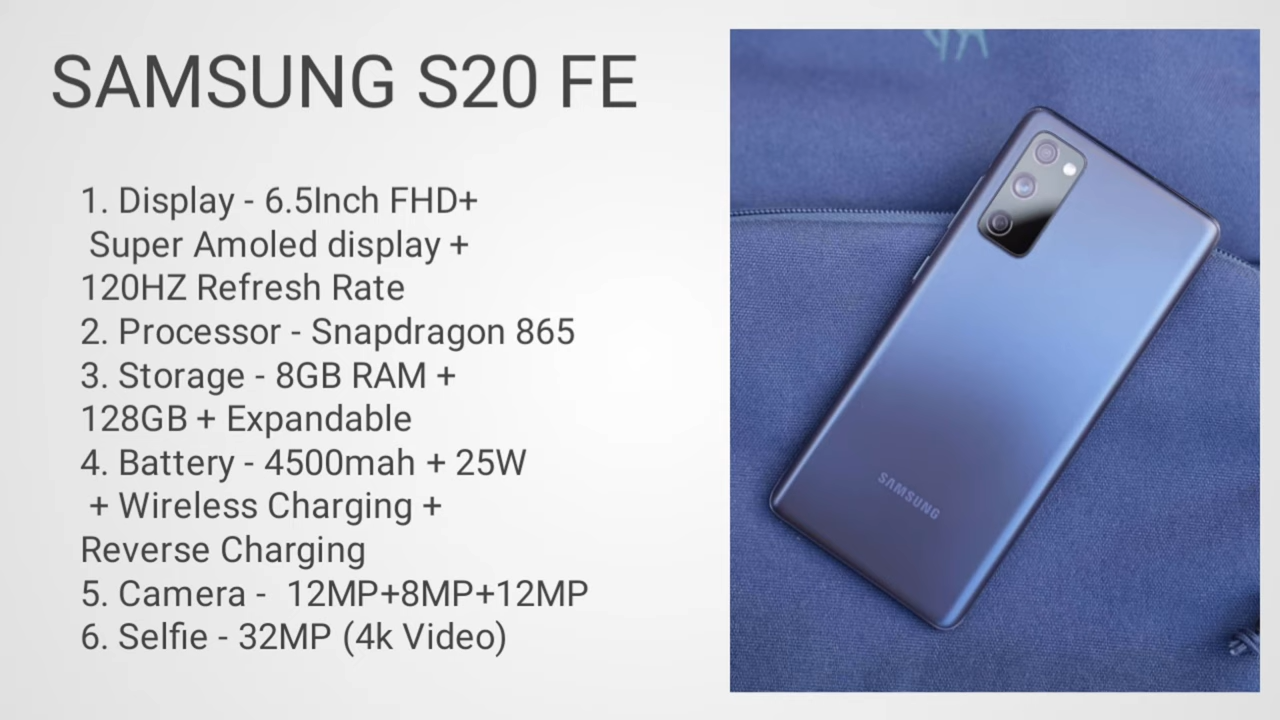 SAMSUNG S20 FE
1. Display - 6.5Inch FHD+
Super Amoled display +
120HZ Refresh Rate
2. Processor - Snapdragon 865
3. Storage - 8GB RAM +
128GB + Expandable
4. Battery - 4500mah + 25W
+ Wireless Charging +
Reverse Charging
5. Camera - 12MP+8MP+12MP
6. Selfie - 32MP (4k Video)
SAMSUNG